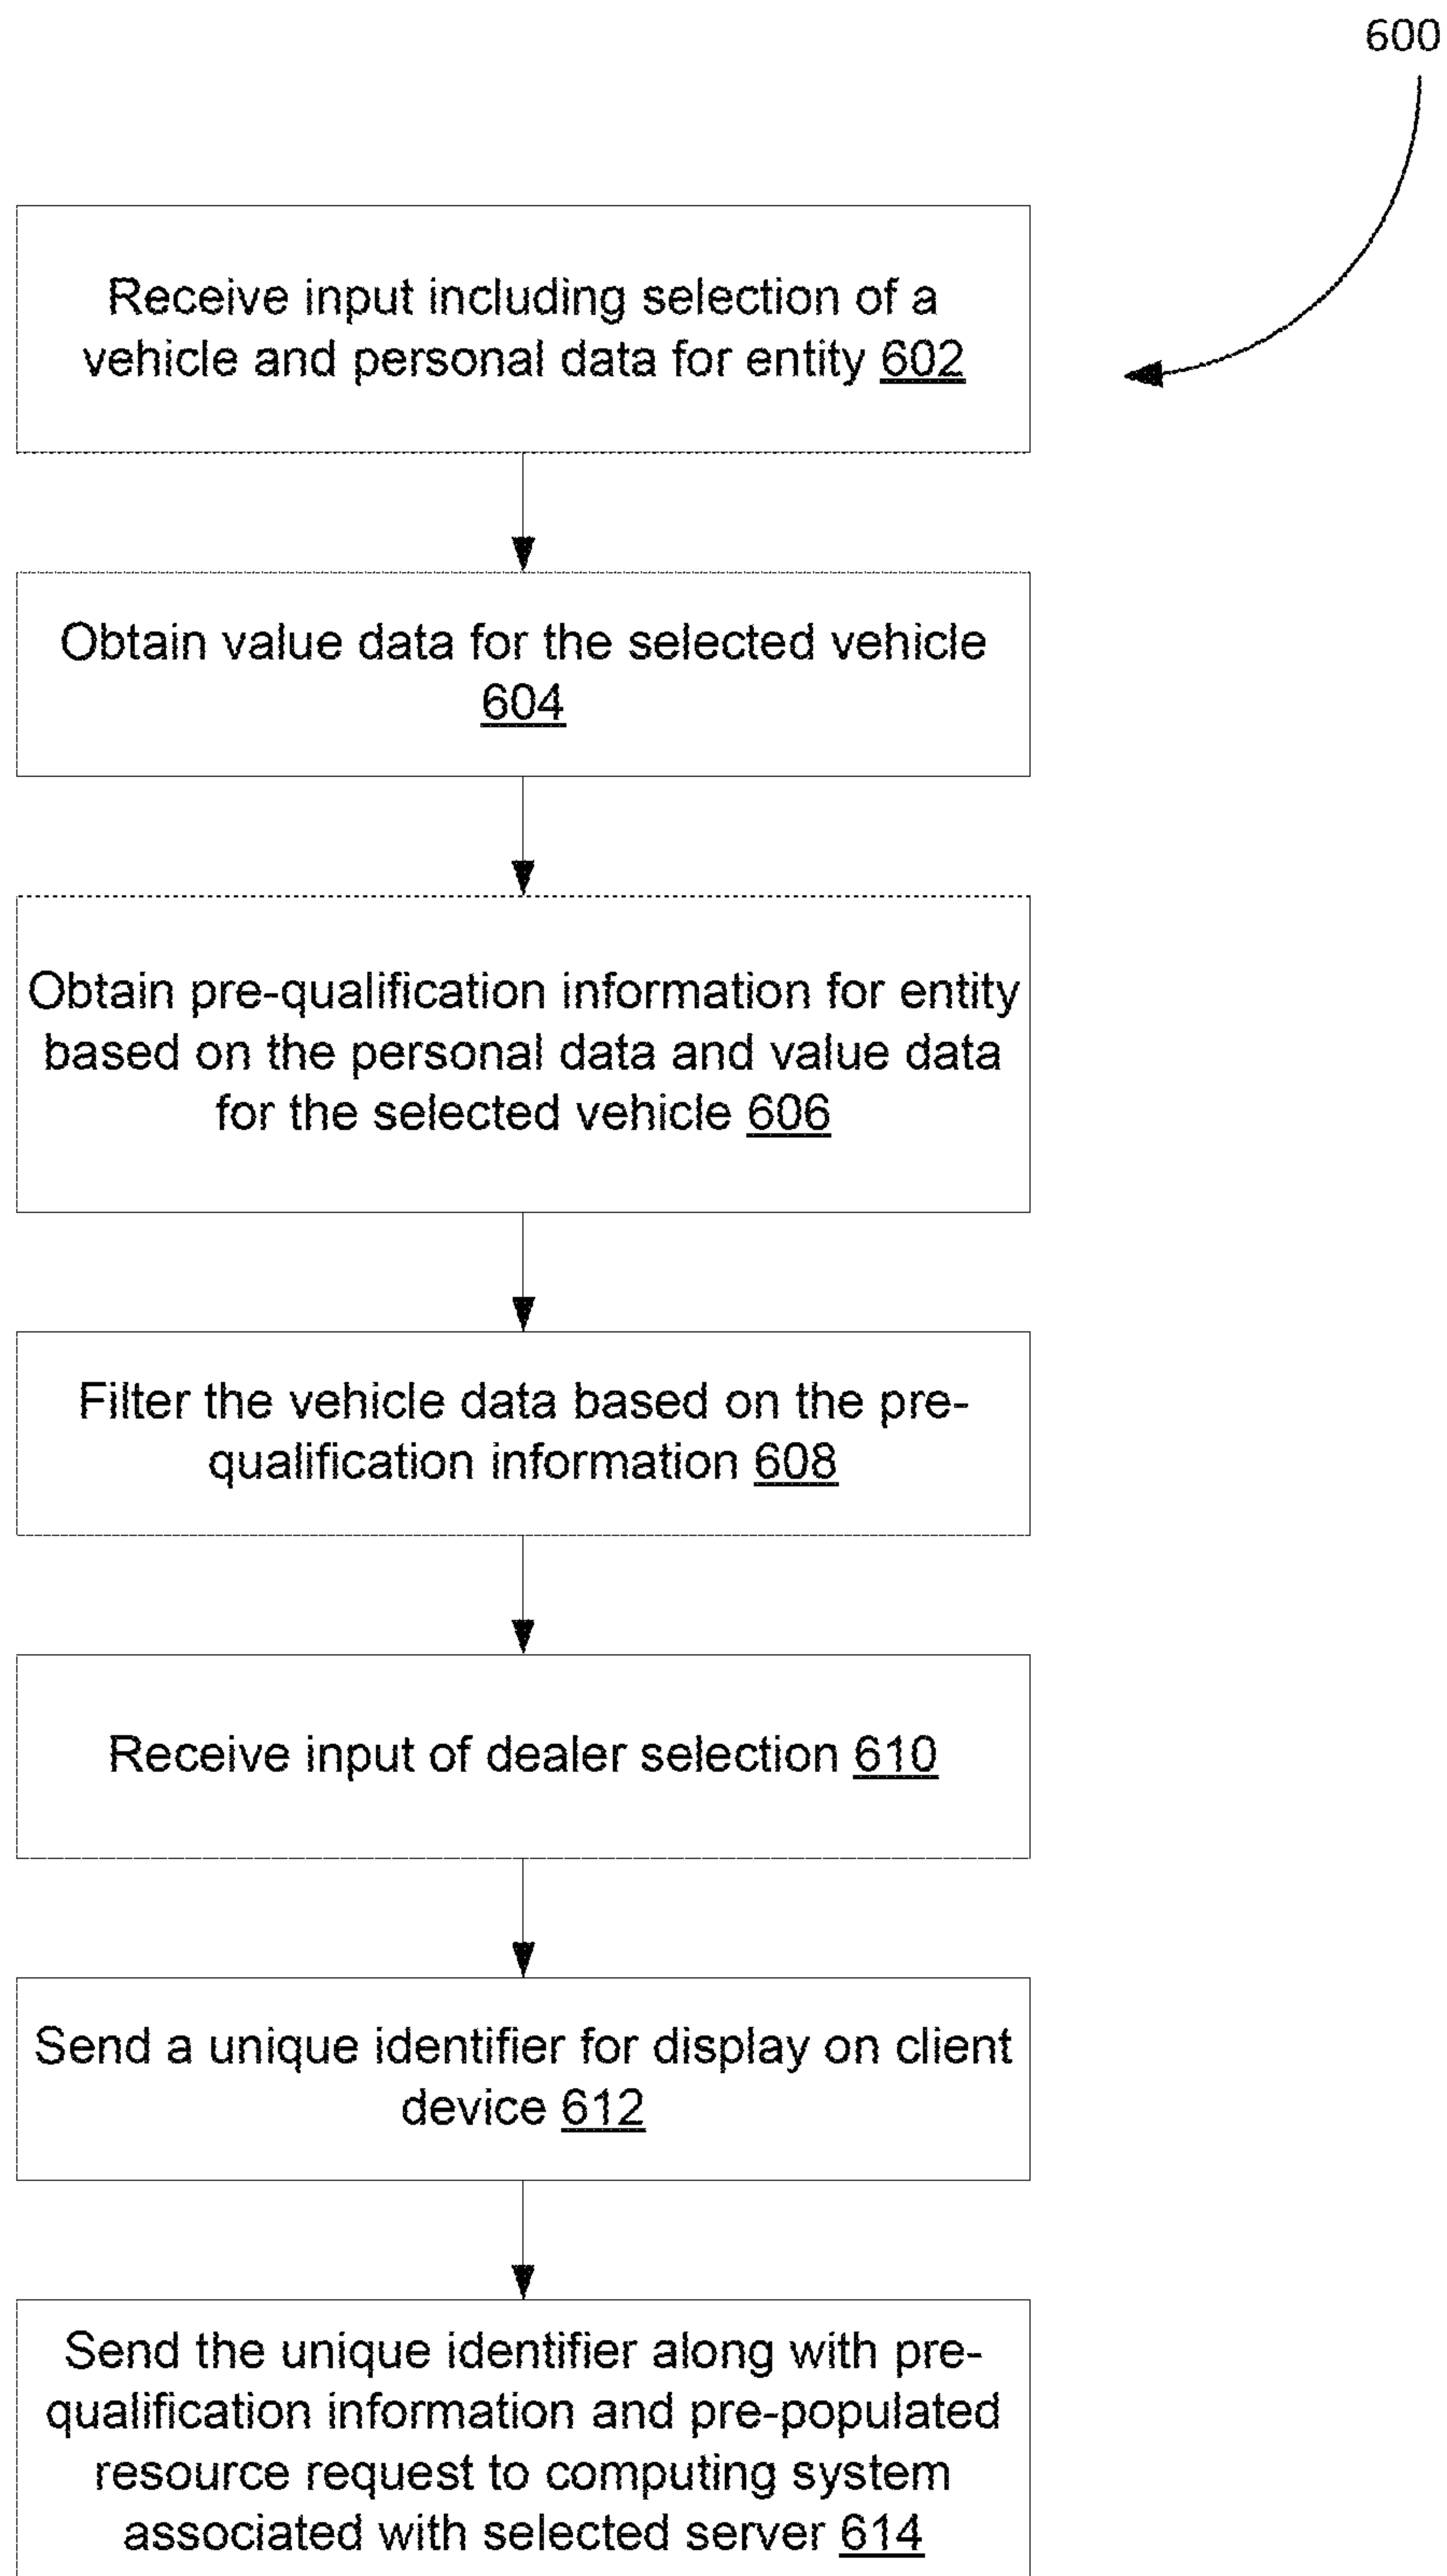 600
Receive input including selection of a
vehicle and personal data for entity 602
Obtain value data for the selected vehicle
604
Obtain pre-qualification information for entity
based on the personal data and value data
for the selected vehicle 606
Filter the vehicle data based on the pre-
qualification information 608
Receive input of dealer selection 610
Send a unique identifier for display on client
device 612
Send the unique identifier along with pre-
qualification information and pre-populated
resource request to computing system
associated with selected server 614